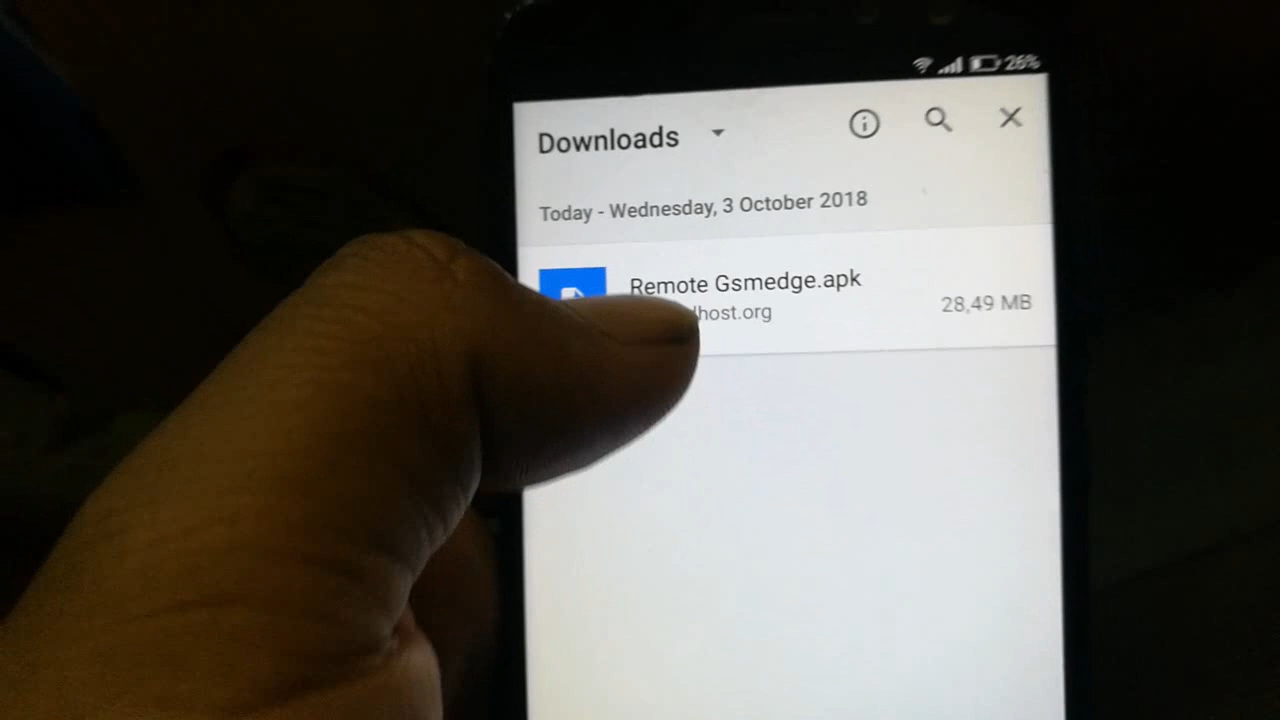 26%
Downloads
Today - Wednesday, 3 October 2018
Remote Gsmedge.apk
host.org
28,49 MB